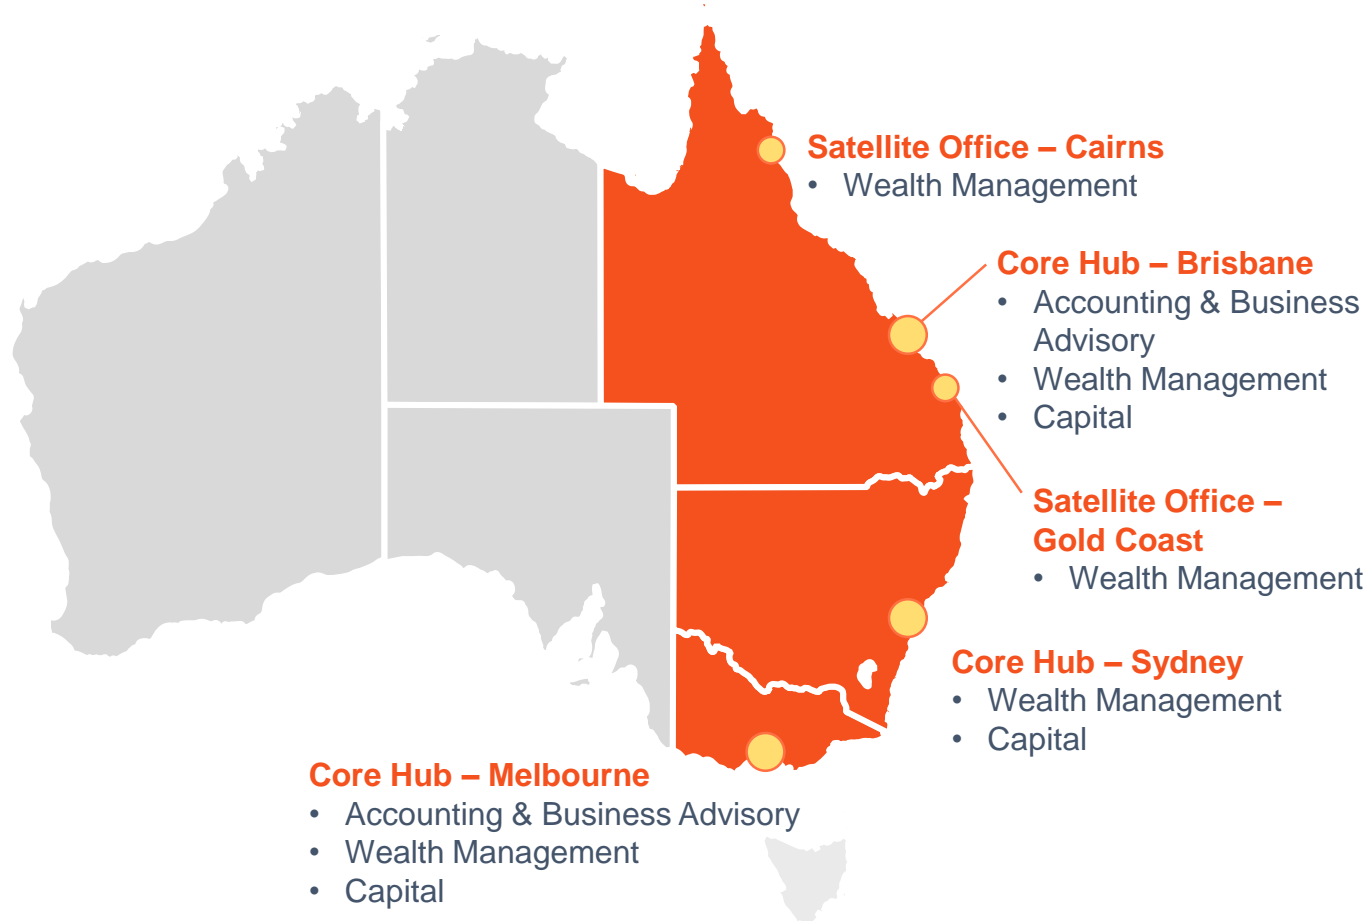 Satellite Office – Cairns
• Wealth Management
Core Hub – Brisbane
• Accounting & Business
Advisory
• Wealth Management
• Capital
Satellite Office –
Gold Coast
• Wealth Management
Core Hub – Sydney
• Wealth Management
• Capital
Core Hub – Melbourne
• Accounting & Business Advisory
• Wealth Management
• Capital